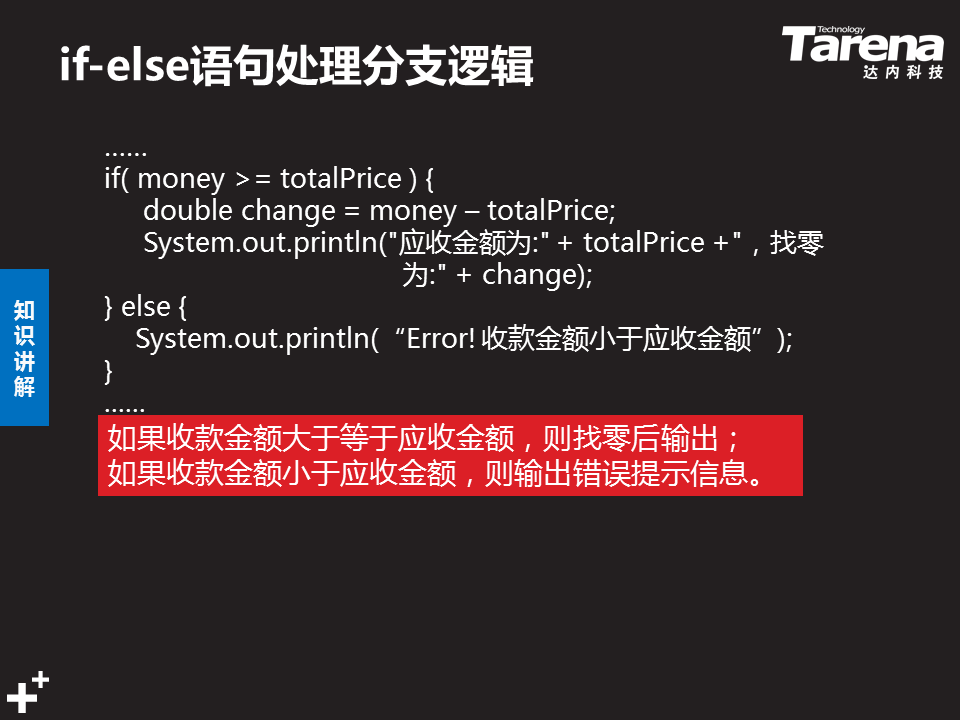 if-else语句处理分支逻辑
Technology
Tarena
达内科技
……
if( money >= totalPrice ) {
double change = money – totalPrice;
System.out.println("应收金额为:" + totalPrice +"，找零
为:" + change);
} else {
System.out.println(“Error! 收款金额小于应收金额”);
}
……
知
识
讲
解
如果收款金额大于等于应收金额，则找零后输出；
如果收款金额小于应收金额，则输出错误提示信息。